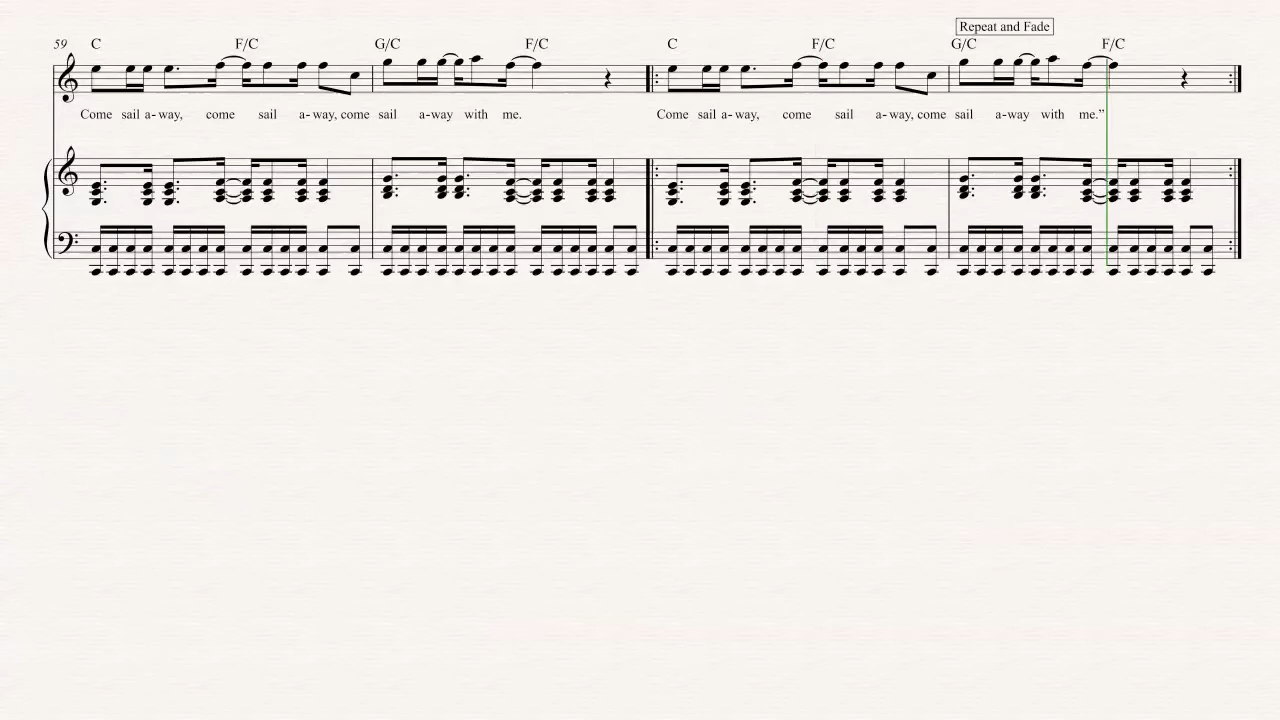 Repeat and Fade
59 C F/C G/C F/C C F/C G/C F/C
Come sail a-way, come sail a-way, come sail a-way with me. Come sail a-way, come sail a-way, come sail a-way with me.”